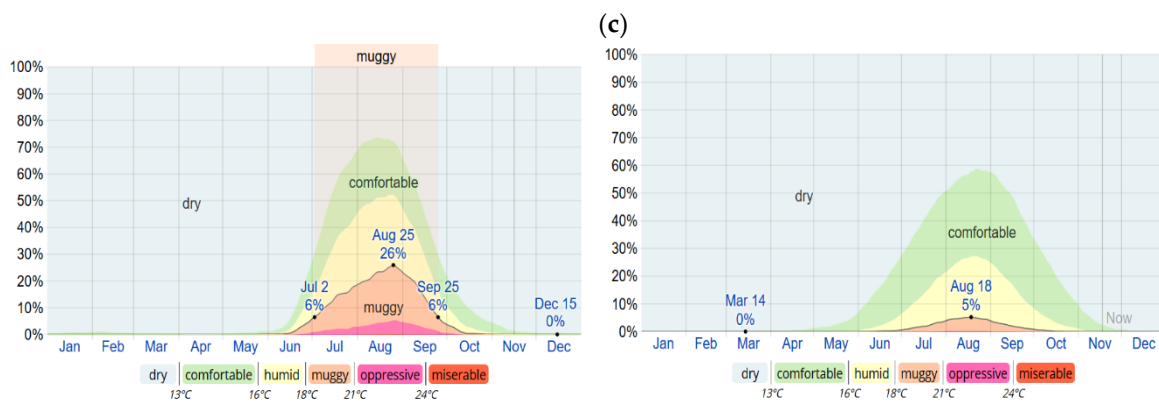 (c)
muggy
100%
90%
80%
70%
60%
50%
40%
30%
20%
10%
0%
dry
comfortable
Aug 25
26%
Jul 2
6%
Sep 25
6%
muggy
Dec 15
0%
Jan Feb Mar Apr May Jun Jul Aug Sep Oct Nov Dec
dry comfortable humid muggy oppressive miserable
13°C 16°C 18°C 21°C 24°C
100%
90%
80%
70%
60%
50%
40%
30%
20%
10%
0%
dry
comfortable
Aug 18
5%
Mar 14
0%
Now
Jan Feb Mar Apr May Jun Jul Aug Sep Oct Nov Dec
dry comfortable humid muggy oppressive miserable
13°C 16°C 18°C 21°C 24°C